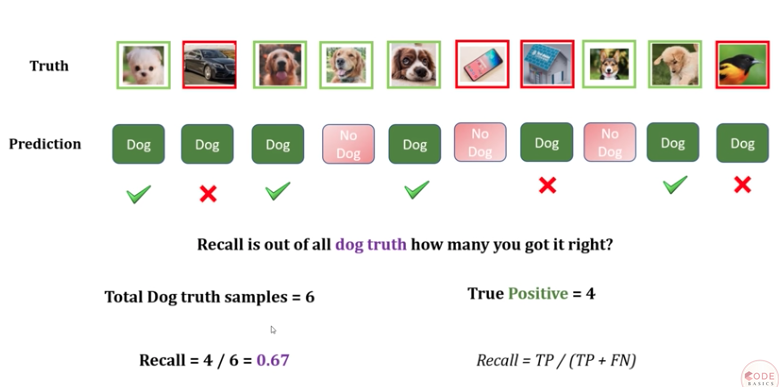 Truth
Prediction
Dog
Dog
Dog
No
Dog
Dog
No
Dog
Dog
No
Dog
Dog
Dog
Recall is out of all dog truth how many you got it right?
Total Dog truth samples = 6
True Positive = 4
Recall = 4 / 6 = 0.67
Recall = TP / (TP + FN)
CODE
BASICS